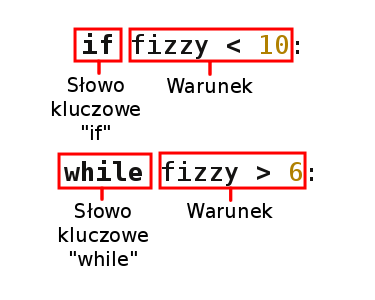 if fizzy < 10:
Słowo kluczowe "if"
Warunek
while fizzy > 6:
Słowo kluczowe "while"
Warunek